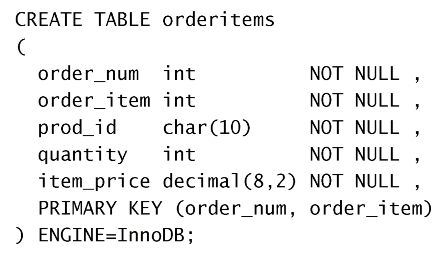 CREATE TABLE orderitems
(
  order_num  int          NOT NULL ,
  order_item int          NOT NULL ,
  prod_id    char(10)     NOT NULL ,
  quantity   int          NOT NULL ,
  item_price decimal(8,2) NOT NULL ,
  PRIMARY KEY (order_num, order_item)
) ENGINE=InnoDB;